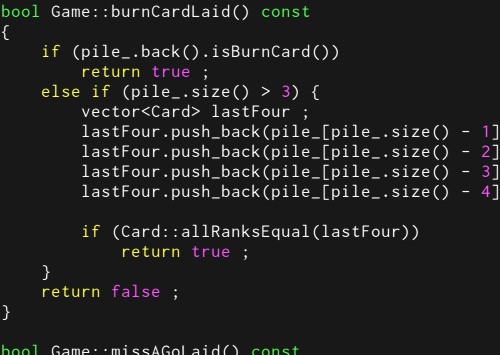 bool Game::burnCardLaid() const
{
    if (pile_.back().isBurnCard())
        return true ;
    else if (pile_.size() > 3) {
        vector<Card> lastFour ;
        lastFour.push_back(pile_[pile_.size() - 1]
        lastFour.push_back(pile_[pile_.size() - 2]
        lastFour.push_back(pile_[pile_.size() - 3]
        lastFour.push_back(pile_[pile_.size() - 4]

        if (Card::allRanksEqual(lastFour))
            return true ;
    }
    return false ;
}

bool Game::missAGoLaid() const